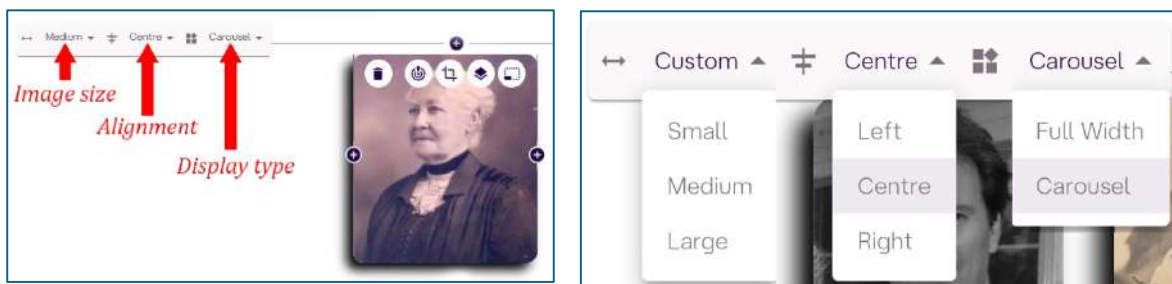 Medium Centre Carousel
Image size
Alignment
Display type
Custom Centre Carousel
Small Left Full Width
Medium Centre Carousel
Large Right